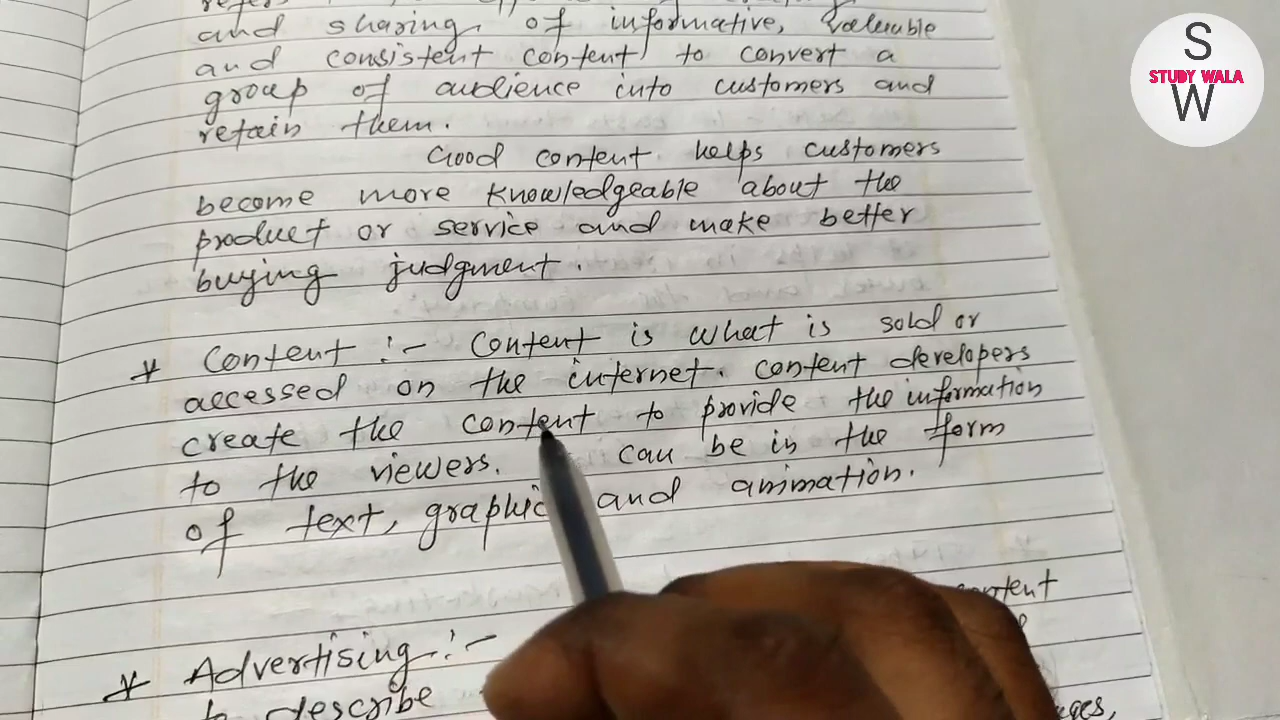 and sharing, of informative, valuable
and consistent content to convert a
group of audience into customers and
retain them.
Good content helps customers
become more knowledgeable about the
product or service and make better
buying judgment.
* Content :- Content is what is sold or
accessed on the internet. content developers
create the content to provide the information
to the viewers. can be in the form
of text, graphic and animation.
content
* Advertising :-
to describe
S
STUDY WALA
W